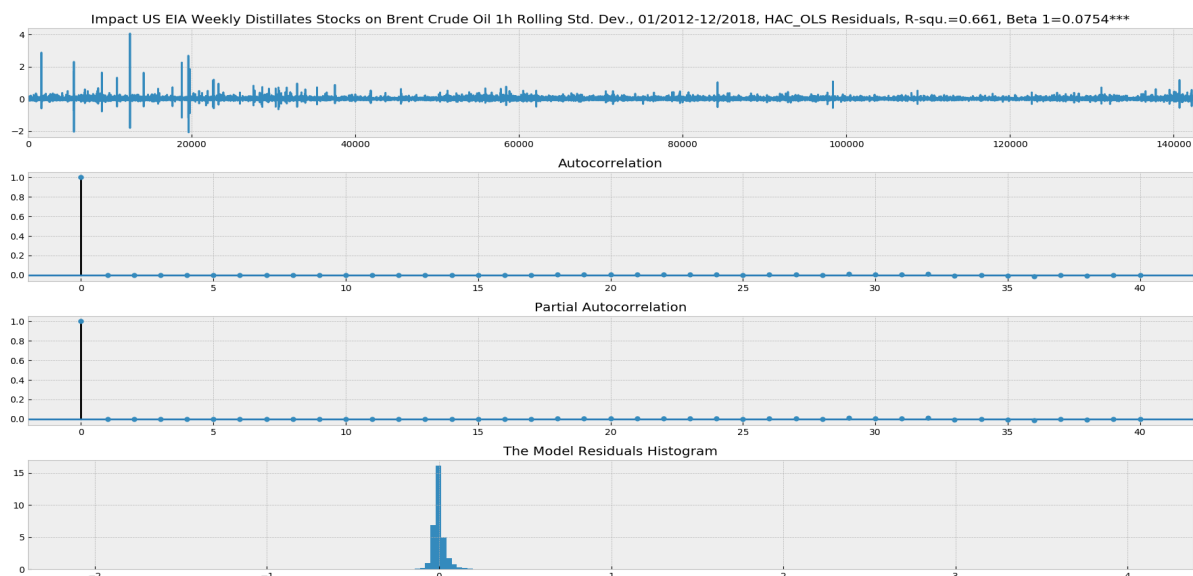 Impact US EIA Weekly Distillates Stocks on Brent Crude Oil 1h Rolling Std. Dev., 01/2012-12/2018, HAC_OLS Residuals, R-squ.=0.661, Beta 1=0.0754***
4
2
0
−2
0 20000 40000 60000 80000 100000 120000 140000
Autocorrelation
1.0
0.8
0.6
0.4
0.2
0.0
0 5 10 15 20 25 30 35 40
Partial Autocorrelation
1.0
0.8
0.6
0.4
0.2
0.0
0 5 10 15 20 25 30 35 40
The Model Residuals Histogram
15
10
5
0
−2 −1 0 1 2 3 4